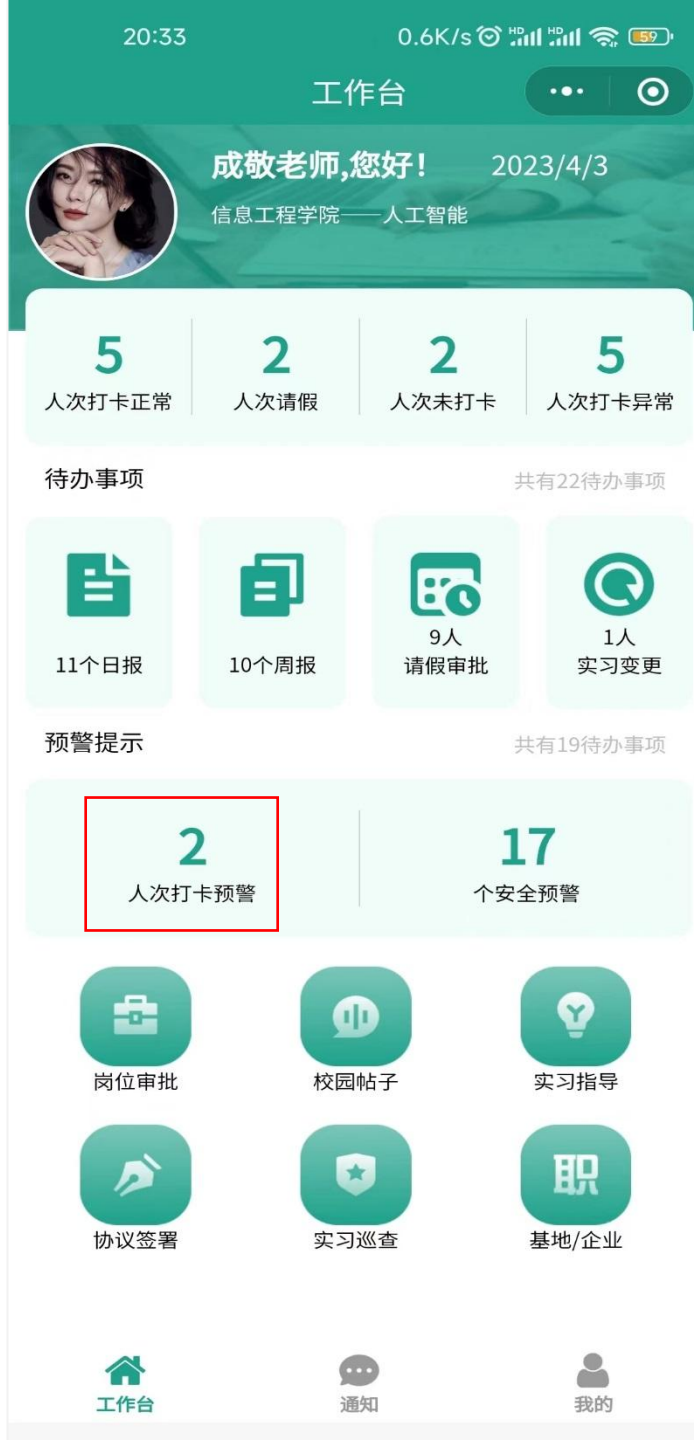 20:33 0.6K/s HD HD 59
工作台
成敬老师,您好! 2023/4/3
信息工程学院——人工智能
5 2 2 5
人次打卡正常 人次请假 人次未打卡 人次打卡异常
待办事项 共有22待办事项
9人 1人
11个日报 10个周报 请假审批 实习变更
预警提示 共有19待办事项
2 17
人次打卡预警 个安全预警
岗位审批 校园帖子 实习指导
职
协议签署 实习巡查 基地/企业
工作台 通知 我的